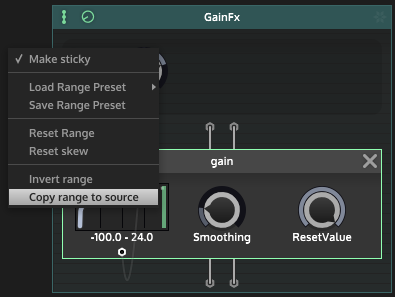 GainFx
✓ Make sticky
Load Range Preset
Save Range Preset
Reset Range
Reset skew
Invert range
Copy range to source
gain
-100.0 - 24.0
Smoothing
ResetValue